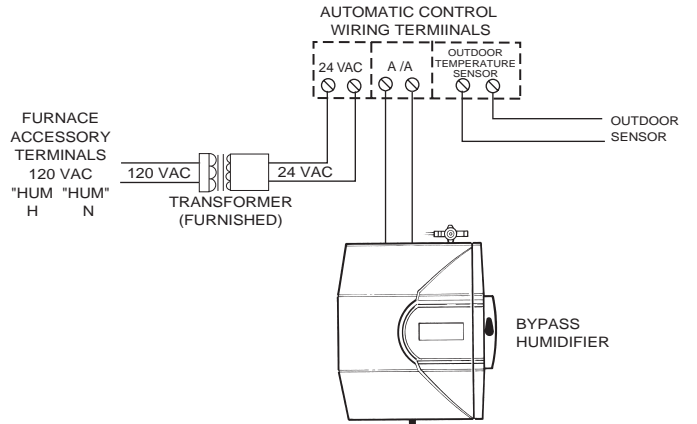 AUTOMATIC CONTROL
WIRING TERMIINALS
24 VAC
A /A
OUTDOOR
TEMPERATURE
SENSOR
OUTDOOR
SENSOR
FURNACE
ACCESSORY
TERMINALS
120 VAC
"HUM "HUM"
H N
120 VAC
24 VAC
TRANSFORMER
(FURNISHED)
BYPASS
HUMIDIFIER